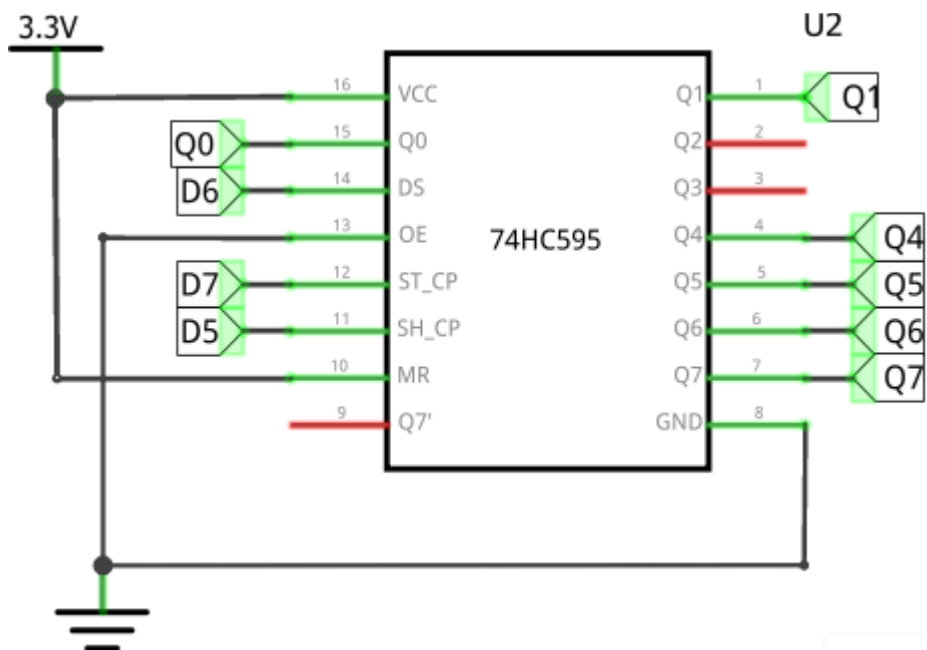 3.3V
U2
16 VCC Q1 1 Q1
Q0 15 Q0 Q2 2
D6 14 DS Q3 3
13 OE 74HC595 Q4 4 Q4
D7 12 ST_CP Q5 5 Q5
D5 11 SH_CP Q6 6 Q6
10 MR Q7 7 Q7
9 Q7' GND 8